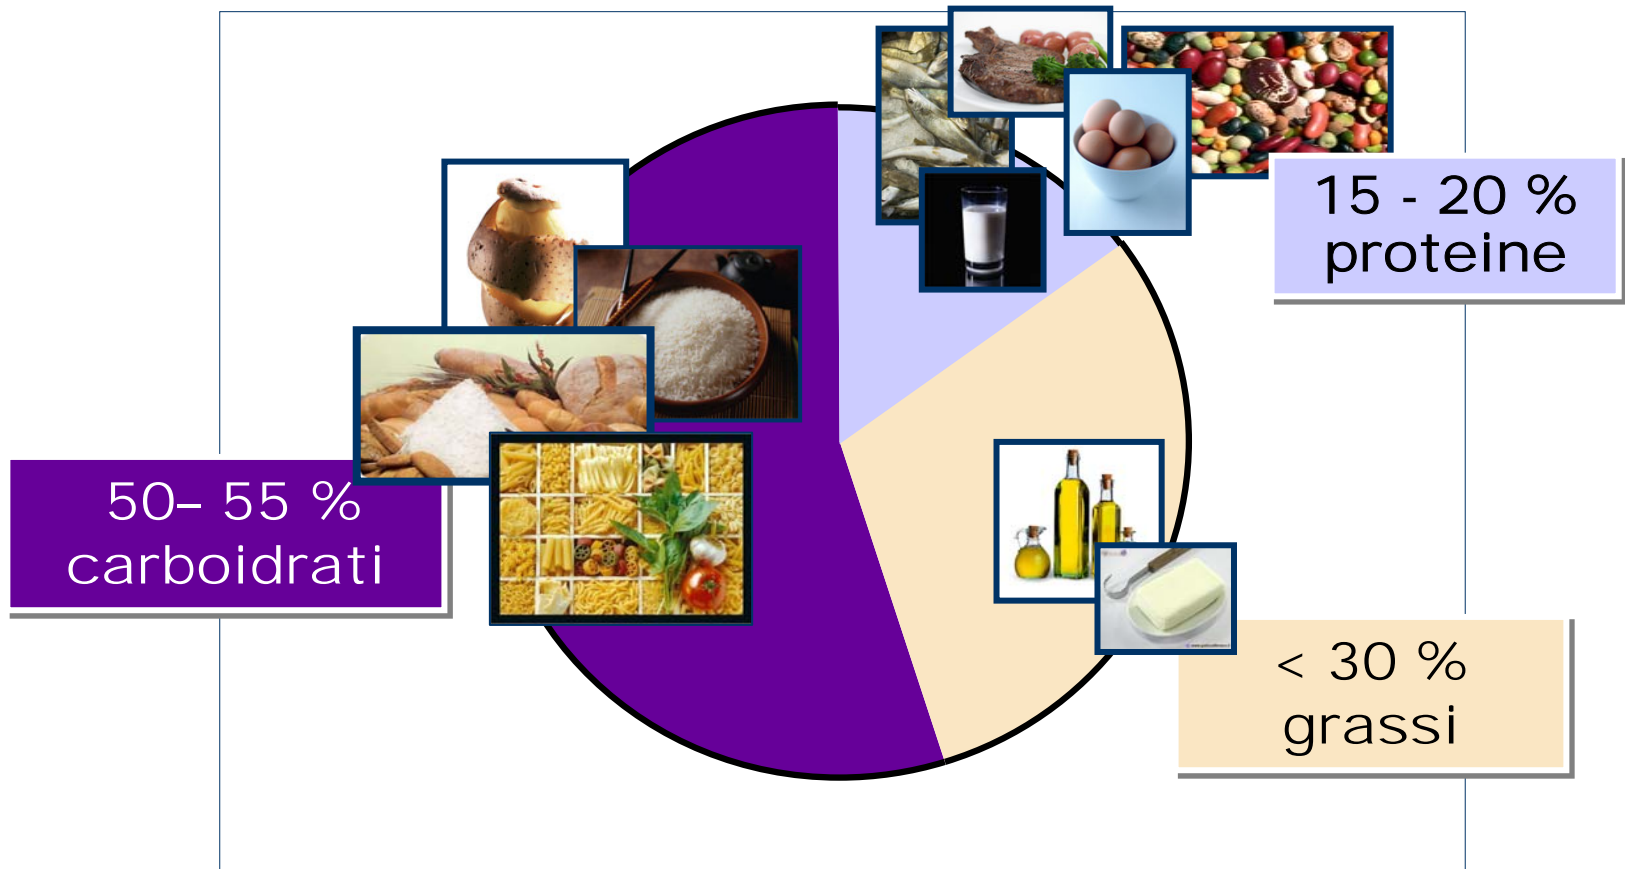 15 - 20 %
proteine
50– 55 %
carboidrati
< 30 %
grassi